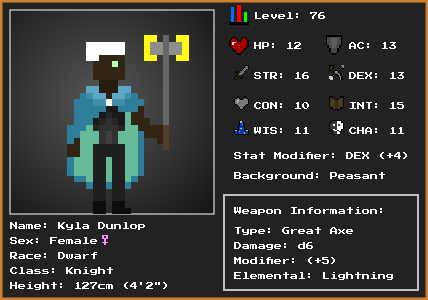 Level: 76
HP: 12
AC: 13
STR: 16
DEX: 13
CON: 10
INT: 15
WIS: 11
CHA: 11
Stat Modifier: DEX (+4)
Background: Peasant
Name: Kyla Dunlop
Sex: Female♀
Race: Dwarf
Class: Knight
Height: 127cm (4'2")
Weapon Information:
Type: Great Axe
Damage: d6
Modifier: (+5)
Elemental: Lightning